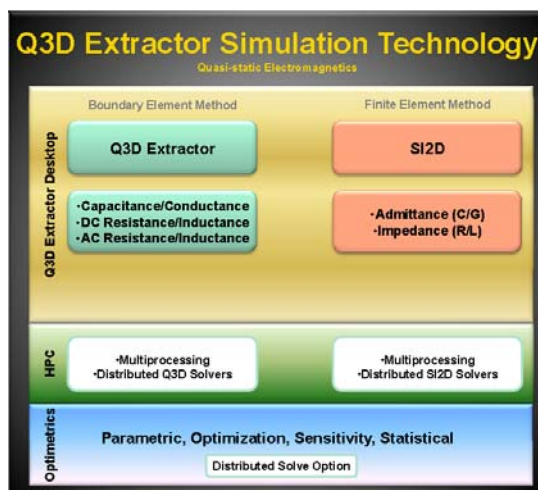 Q3D Extractor Simulation Technology
Quasi-static Electromagnetics
Q3D Extractor Desktop
Boundary Element Method
Finite Element Method
Q3D Extractor
SI2D
•Capacitance/Conductance
•DC Resistance/Inductance
•AC Resistance/Inductance
•Admittance (C/G)
•Impedance (R/L)
HPC
•Multiprocessing
•Distributed Q3D Solvers
•Multiprocessing
•Distributed SI2D Solvers
Optimetrics
Parametric, Optimization, Sensitivity, Statistical
Distributed Solve Option